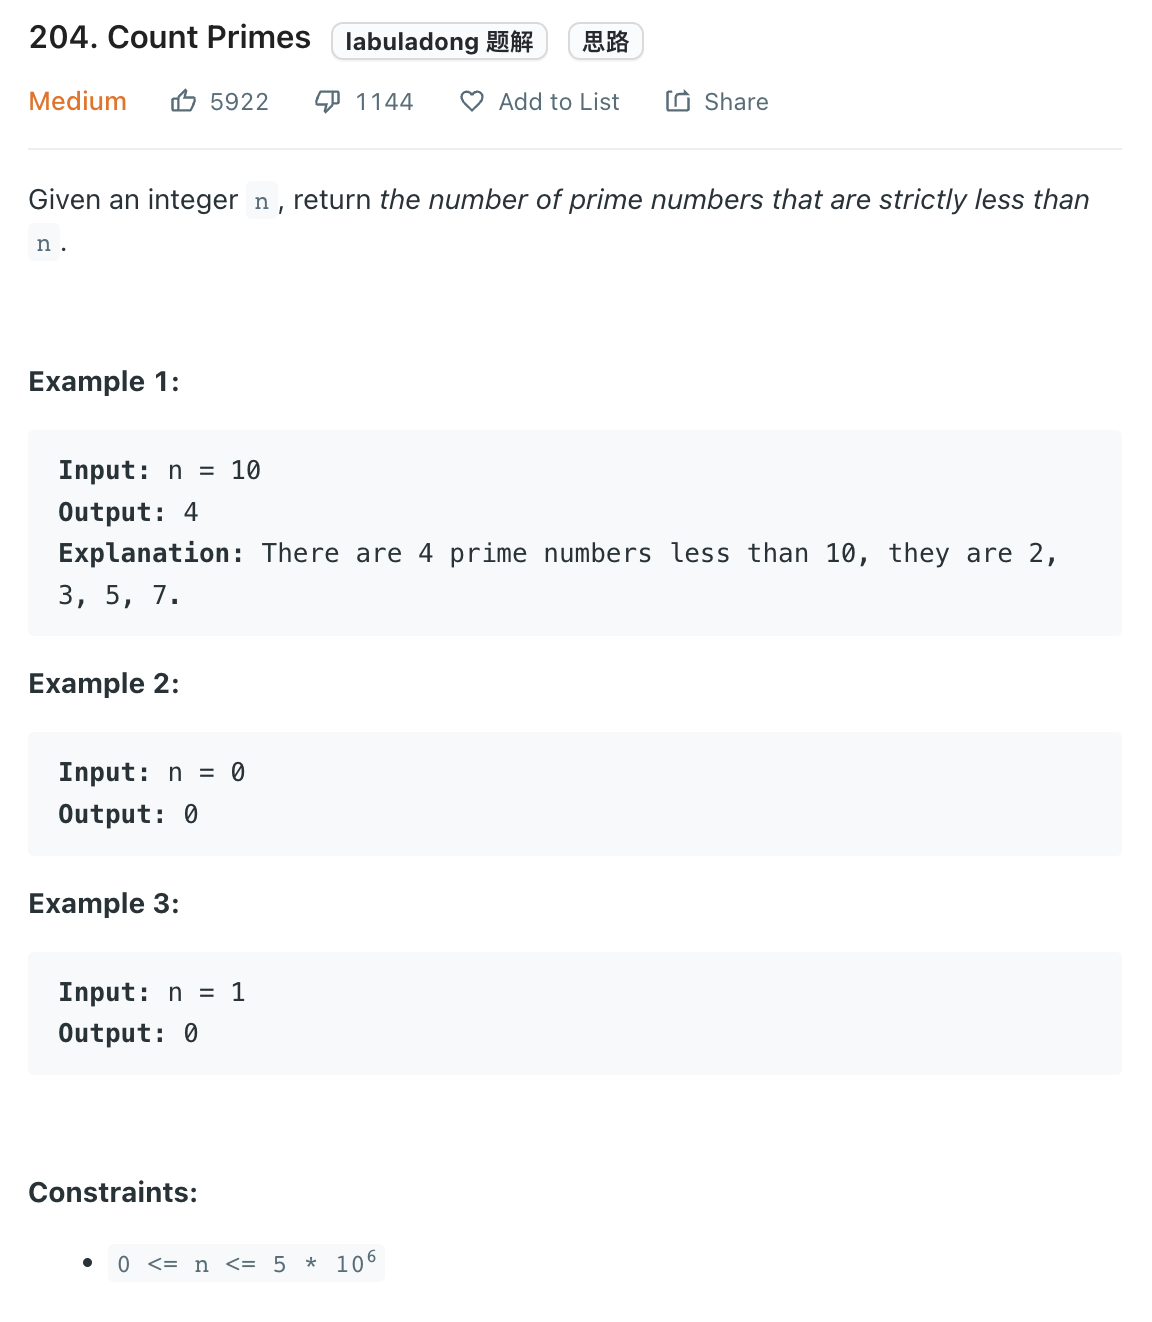 204. Count Primes labuladong 题解 思路
Medium 5922 1144 Add to List Share
Given an integer n, return the number of prime numbers that are strictly less than
n.
Example 1:
Input: n = 10
Output: 4
Explanation: There are 4 prime numbers less than 10, they are 2,
3, 5, 7.
Example 2:
Input: n = 0
Output: 0
Example 3:
Input: n = 1
Output: 0
Constraints:
• 0 <= n <= 5 * 10⁶